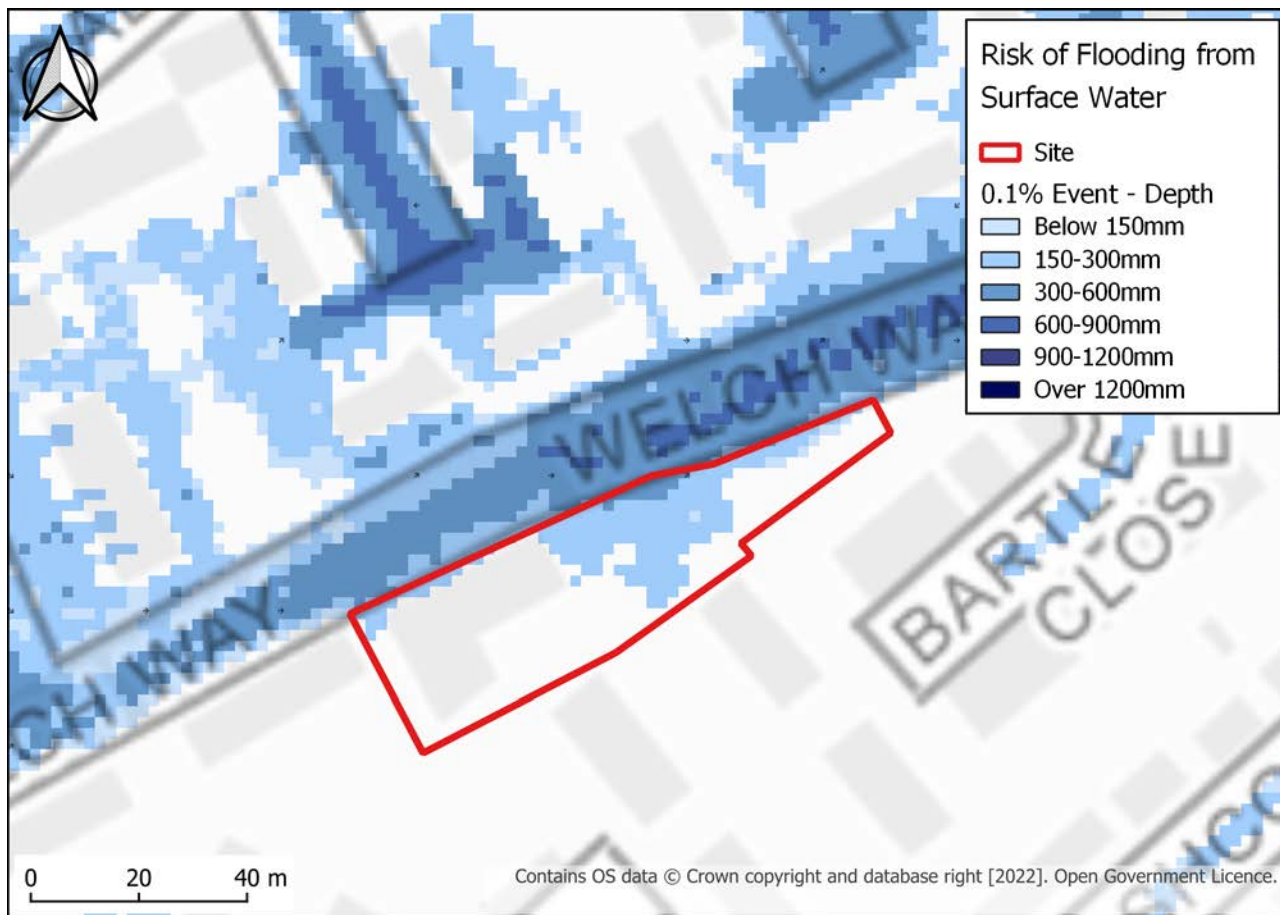 Risk of Flooding from
Surface Water
Site
0.1% Event - Depth
Below 150mm
150-300mm
300-600mm
600-900mm
900-1200mm
Over 1200mm
WELCH WA
CH WAY
BARTLE
CLOSE
0 20 40 m
Contains OS data © Crown copyright and database right [2022]. Open Government Licence.